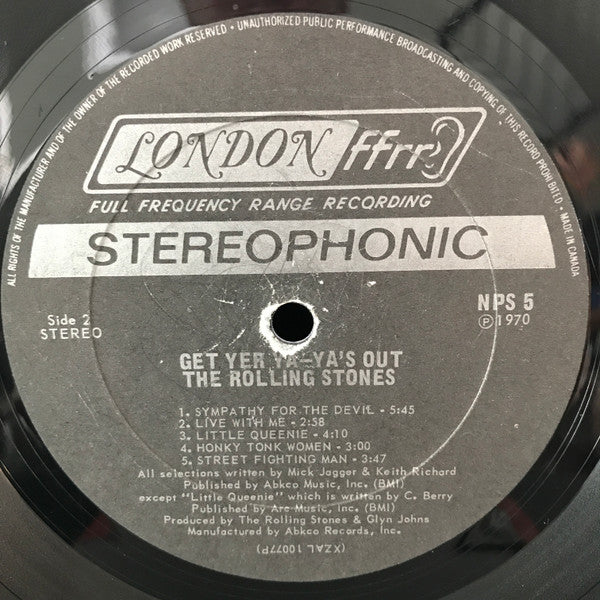 ALL RIGHTS OF THE MANUFACTURER AND OF THE OWNER OF THE RECORDED WORK RESERVED • UNAUTHORIZED PUBLIC PERFORMANCE BROADCASTING AND COPYING OF THIS RECORD PROHIBITED • MADE IN CANADA
LONDON ffrr
FULL FREQUENCY RANGE RECORDING
STEREOPHONIC
Side 2
STEREO
NPS 5
℗ 1970
GET YER YA-YA'S OUT
THE ROLLING STONES
1. SYMPATHY FOR THE DEVIL - 5:45
2. LIVE WITH ME - 2:58
3. LITTLE QUEENIE - 4:10
4. HONKY TONK WOMEN - 3:00
5. STREET FIGHTING MAN - 3:47
All selections written by Mick Jagger & Keith Richard
Published by Abkco Music, Inc. (BMI)
except "Little Queenie" which is written by C. Berry
Published by Arc Music, Inc. (BMI)
Produced by The Rolling Stones & Glyn Johns
Manufactured by Abkco Records, Inc.
(XZAL 10077P)